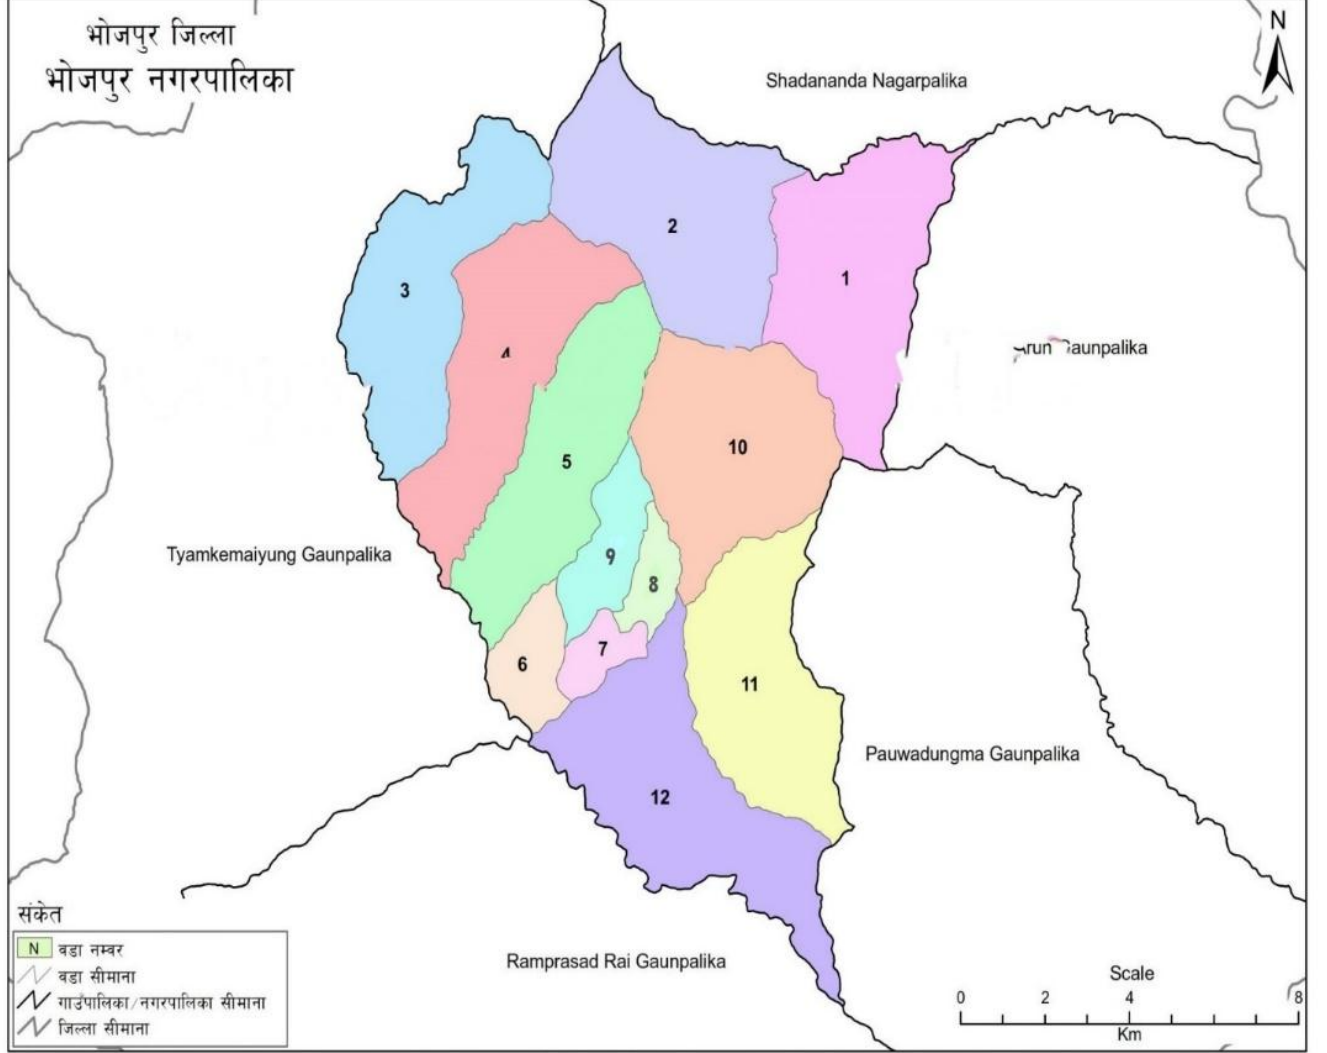 भोजपुर जिल्ला
भोजपुर नगरपालिका
N
Shadananda Nagarpalika
2
1
3
4
10
5
Tyamkemaiyung Gaunpalika
9
8
7
6
11
Pauwadungma Gaunpalika
12
Ramprasad Rai Gaunpalika
संकेत
N वडा नम्बर
वडा सीमाना
गाउँपालिका/नगरपालिका सीमाना
जिल्ला सीमाना
Scale
0 2 4 8
Km